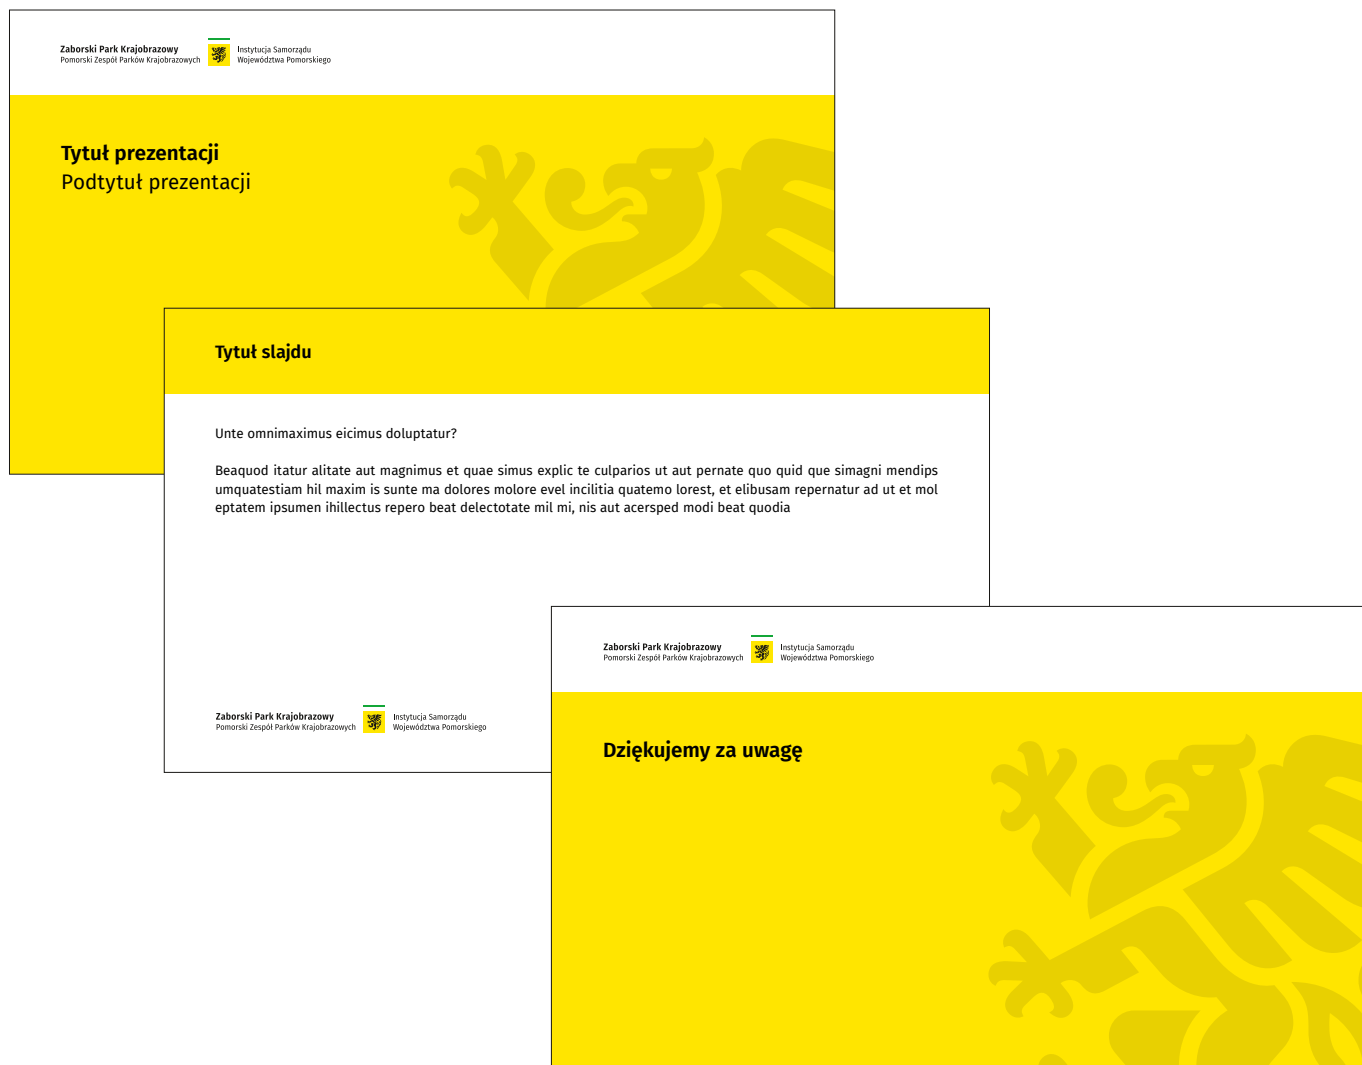 Zaborski Park Krajobrazowy
Pomorski Zespół Parków Krajobrazowych
Instytucja Samorządu
Województwa Pomorskiego
Tytuł prezentacji
Podtytuł prezentacji
Tytuł slajdu
Unte omnimaximus eicimus doluptatur?
Beaquod itatur alitate aut magnimus et quae simus explic te culparios ut aut pernate quo quid que simagni mendips
umquatestiam hil maxim is sunte ma dolores molore evel incilitia quatemo lorest, et elibusam repernatur ad ut et mol
eptatem ipsumen ihillectus repero beat delectotate mil mi, nis aut acersped modi beat quodia
Zaborski Park Krajobrazowy
Pomorski Zespół Parków Krajobrazowych
Instytucja Samorządu
Województwa Pomorskiego
Zaborski Park Krajobrazowy
Pomorski Zespół Parków Krajobrazowych
Instytucja Samorządu
Województwa Pomorskiego
Dziękujemy za uwagę